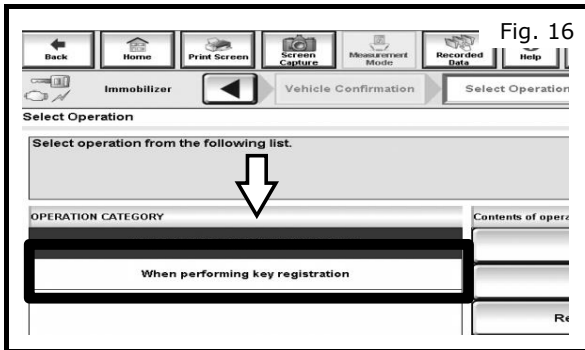 Fig. 16
Back Home Print Screen Screen Capture Measurement Mode Recorded Data Help
Immobilizer Vehicle Confirmation Select Operation
Select Operation
Select operation from the following list.
OPERATION CATEGORY Contents of opera
When performing key registration
Re